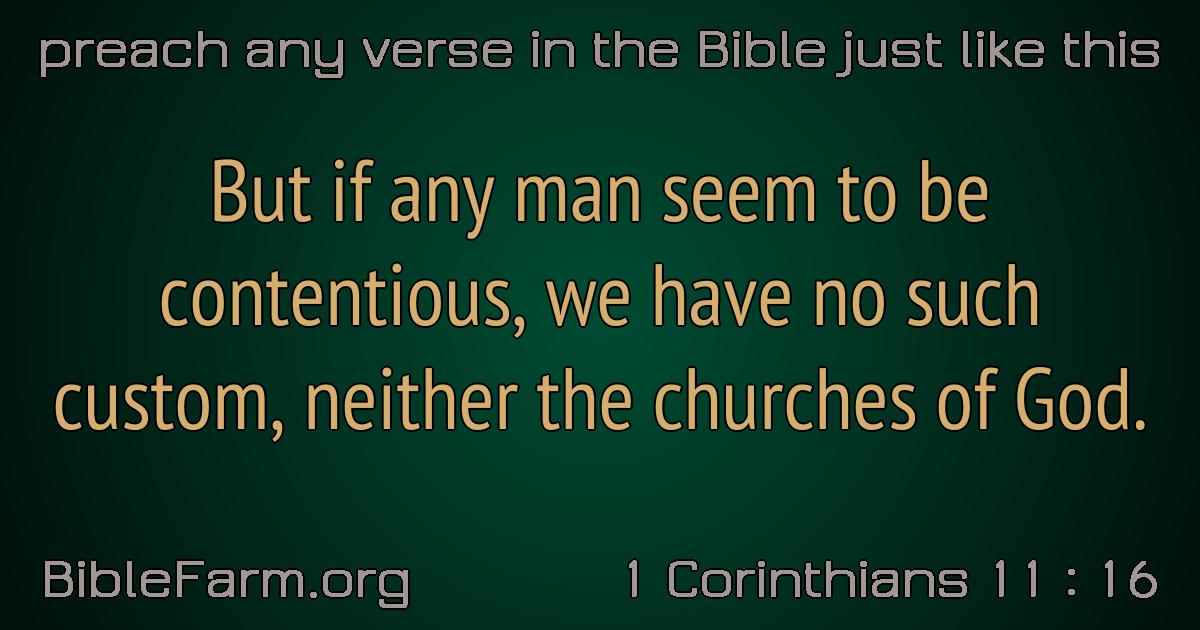 preach any verse in the Bible just like this
But if any man seem to be
contentious, we have no such
custom, neither the churches of God.
BibleFarm.org
1 Corinthians 11 : 16